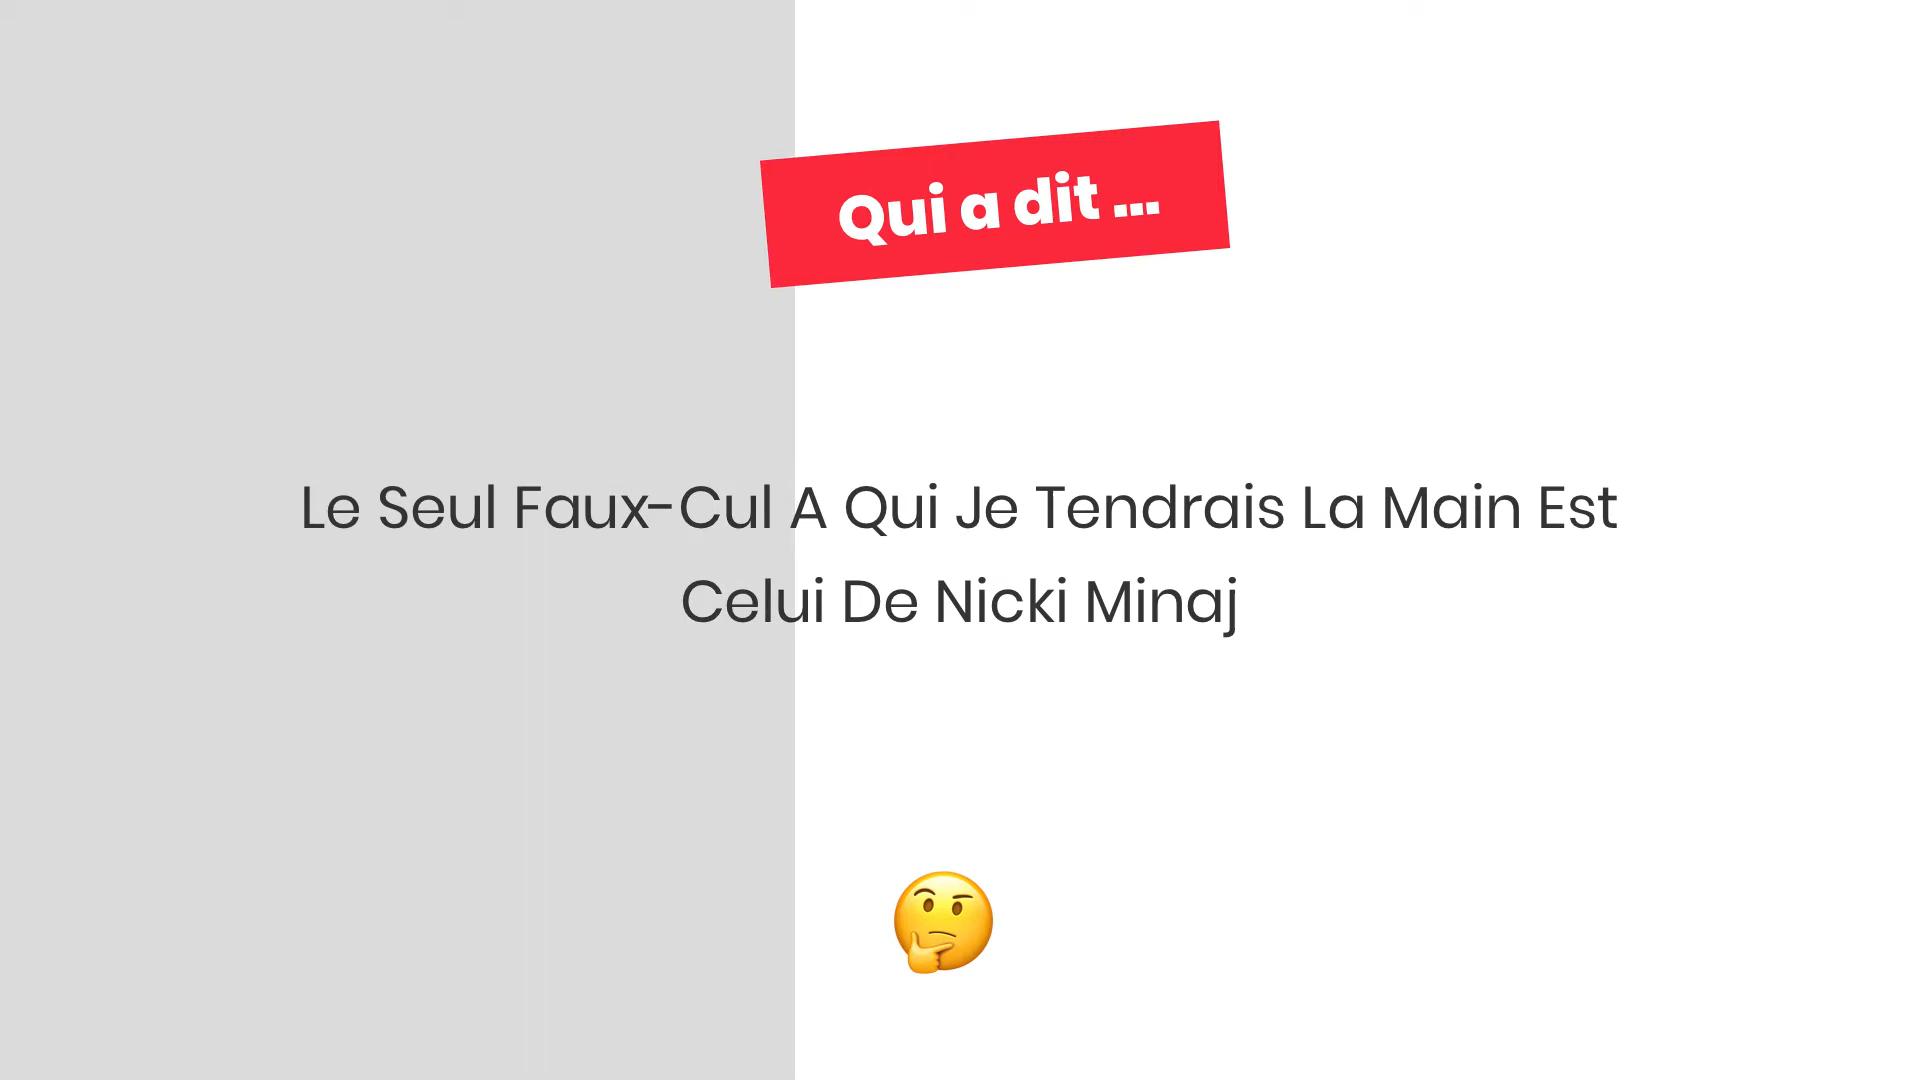 Qui a dit ...
Le Seul Faux-Cul A Qui Je Tendrais La Main Est
Celui De Nicki Minaj